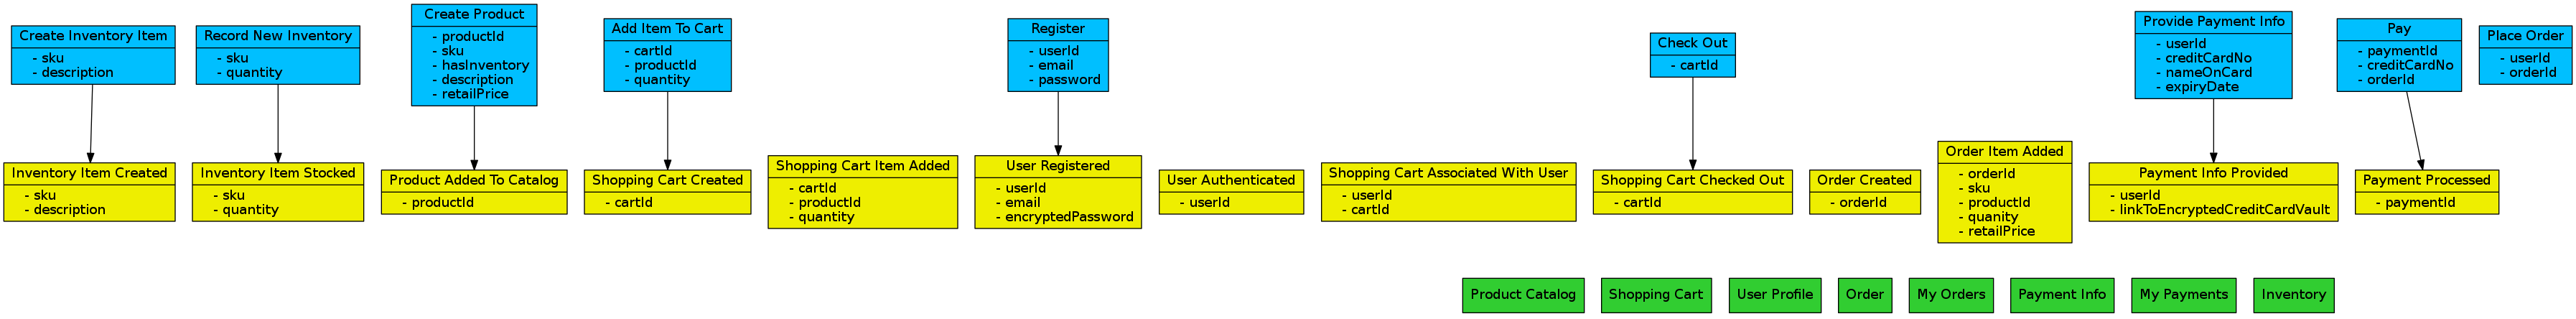 Create Inventory Item
- sku
- description
Record New Inventory
- sku
- quantity
Create Product
- productId
- sku
- hasInventory
- description
- retailPrice
Add Item To Cart
- cartId
- productId
- quantity
Register
- userId
- email
- password
Check Out
- cartId
Provide Payment Info
- userId
- creditCardNo
- nameOnCard
- expiryDate
Pay
- paymentId
- creditCardNo
- orderId
Place Order
- userId
- orderId
Inventory Item Created
- sku
- description
Inventory Item Stocked
- sku
- quantity
Product Added To Catalog
- productId
Shopping Cart Created
- cartId
Shopping Cart Item Added
- cartId
- productId
- quantity
User Registered
- userId
- email
- encryptedPassword
User Authenticated
- userId
Shopping Cart Associated With User
- userId
- cartId
Shopping Cart Checked Out
- cartId
Order Created
- orderId
Order Item Added
- orderId
- sku
- productId
- quanity
- retailPrice
Payment Info Provided
- userId
- linkToEncryptedCreditCardVault
Payment Processed
- paymentId
Product Catalog
Shopping Cart
User Profile
Order
My Orders
Payment Info
My Payments
Inventory